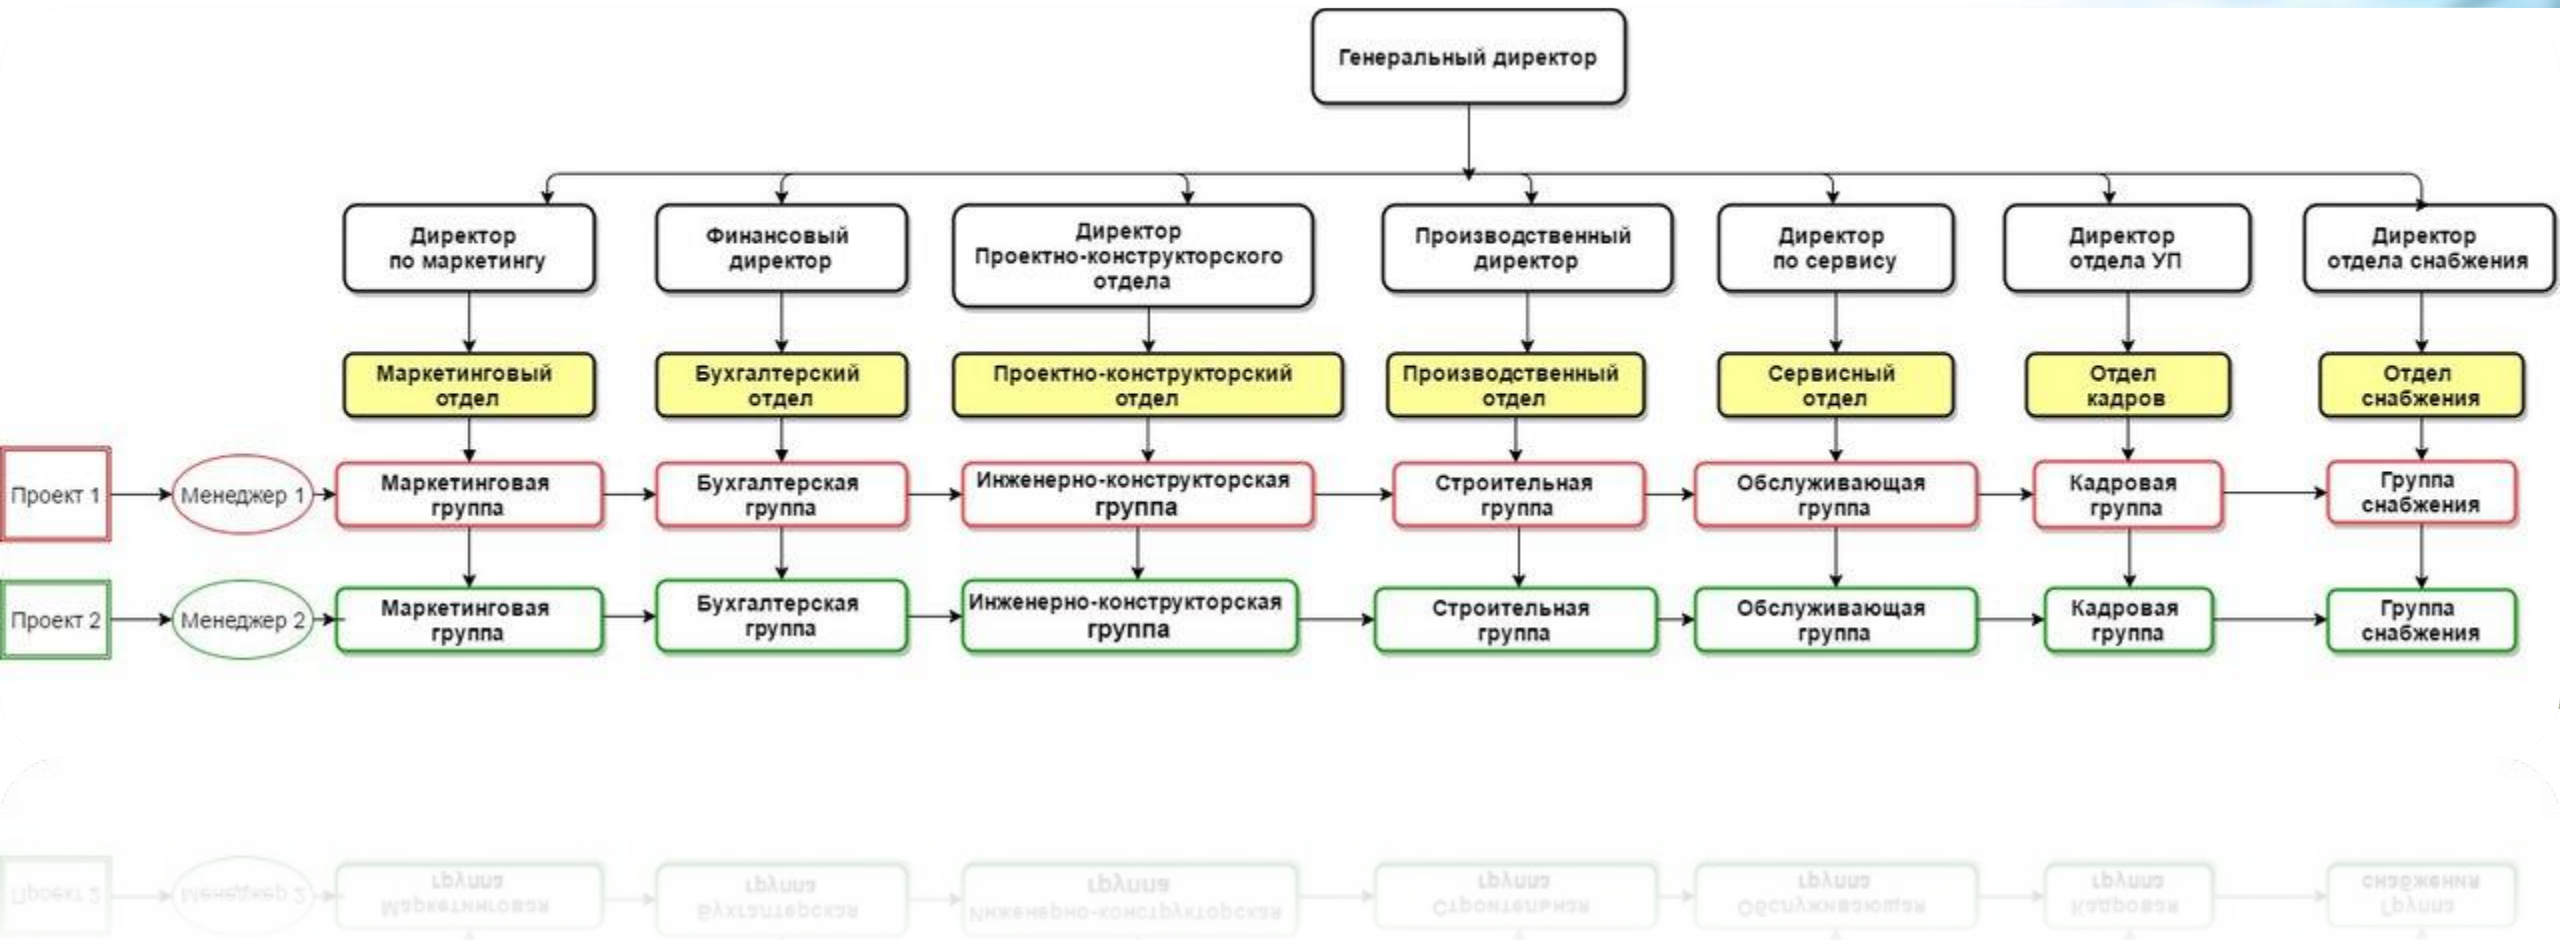 Генеральный директор
Директор
по маркетингу
Финансовый
директор
Директор
Проектно-конструкторского
отдела
Производственный
директор
Директор
по сервису
Директор
отдела УП
Директор
отдела снабжения
Маркетинговый
отдел
Бухгалтерский
отдел
Проектно-конструкторский
отдел
Производственный
отдел
Сервисный
отдел
Отдел
кадров
Отдел
снабжения
Проект 1
Менеджер 1
Маркетинговая
группа
Бухгалтерская
группа
Инженерно-конструкторская
группа
Строительная
группа
Обслуживающая
группа
Кадровая
группа
Группа
снабжения
Проект 2
Менеджер 2
Маркетинговая
группа
Бухгалтерская
группа
Инженерно-конструкторская
группа
Строительная
группа
Обслуживающая
группа
Кадровая
группа
Группа
снабжения